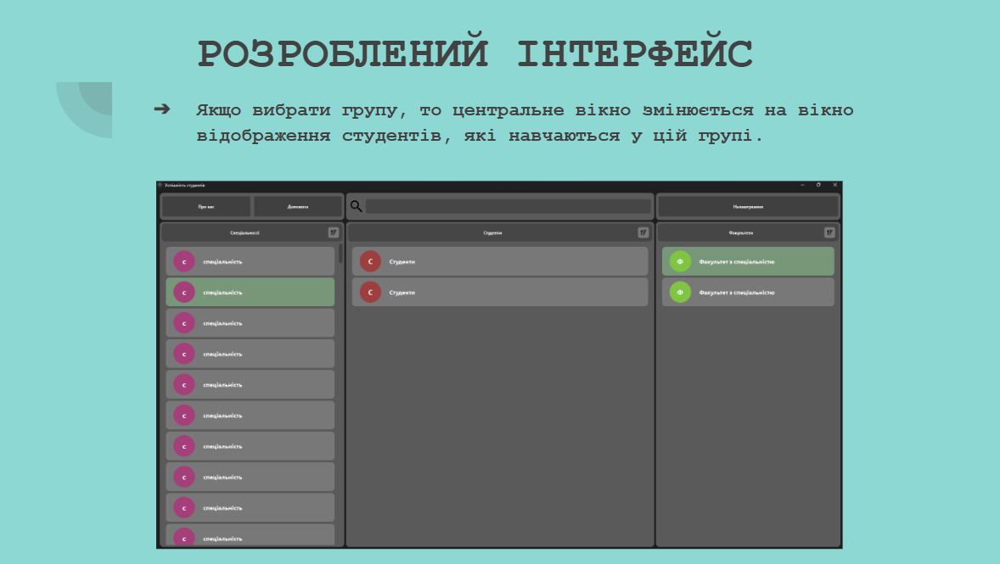 РОЗРОБЛЕНИЙ ІНТЕРФЕЙС
➔ Якщо вибрати групу, то центральне вікно змінюється на вікно
відображення студентів, які навчаються у цій групі.
Успішність студентів
Про нас
Допомога
Налаштування
Спеціальності
Студенти
Факультети
с спеціальність
с спеціальність
с спеціальність
с спеціальність
с спеціальність
с спеціальність
с спеціальність
с спеціальність
с спеціальність
с спеціальність
С Студенти
С Студенти
Ф Факультет з спеціальністю
Ф Факультет з спеціальністю